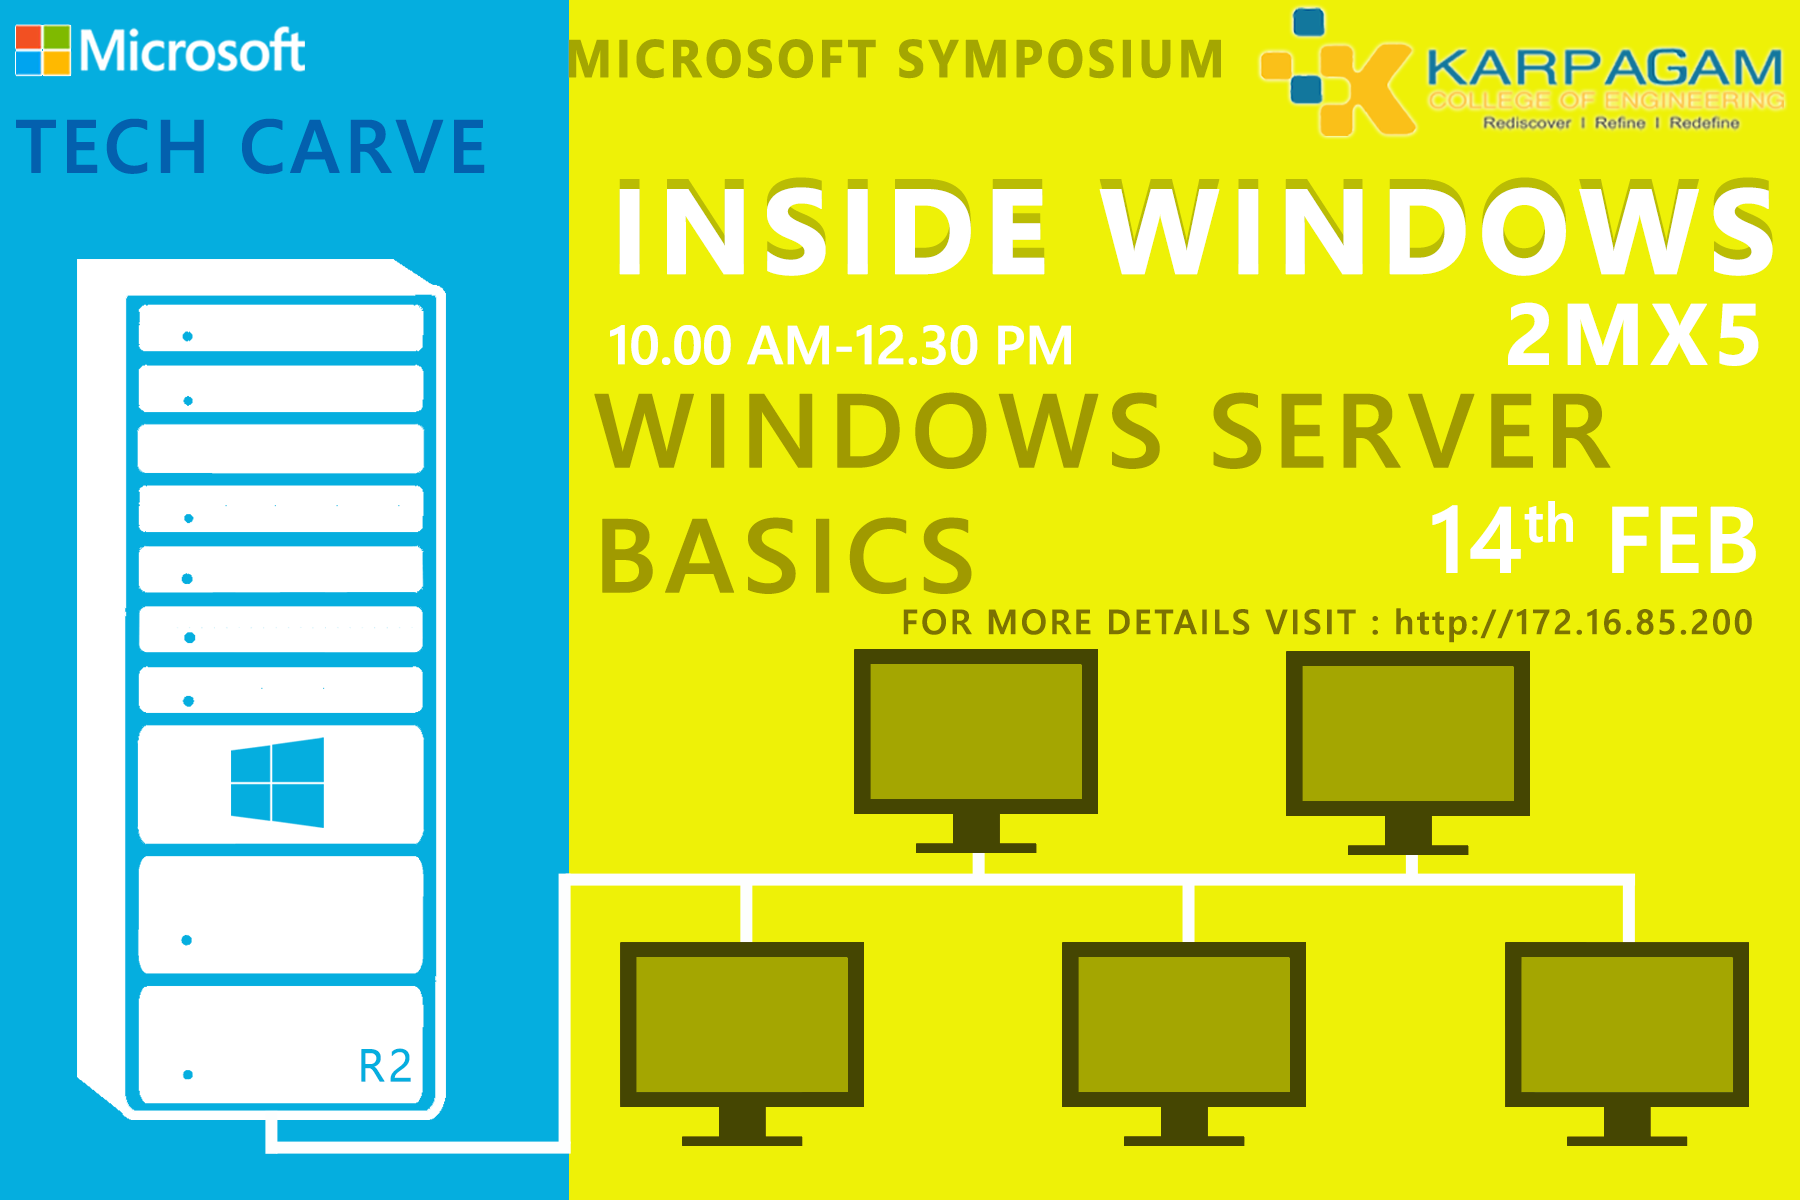 Microsoft
TECH CARVE
MICROSOFT SYMPOSIUM
KARPAGAM
COLLEGE OF ENGINEERING
Rediscover I Refine I Redefine
INSIDE WINDOWS
10.00 AM-12.30 PM
2MX5
WINDOWS SERVER
BASICS
14th FEB
FOR MORE DETAILS VISIT : http://172.16.85.200
R2